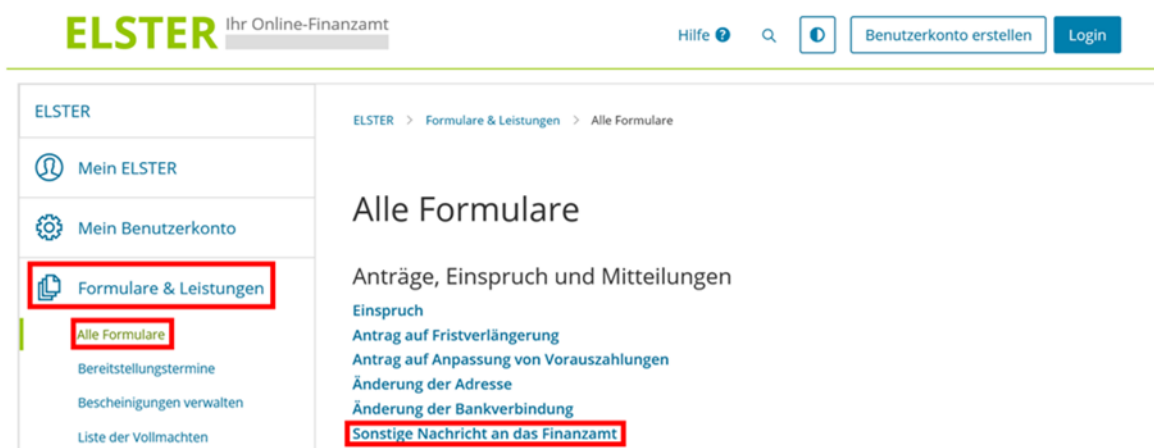 ELSTER Ihr Online-Finanzamt
Hilfe ? Benutzerkonto erstellen Login
ELSTER
Mein ELSTER
Mein Benutzerkonto
Formulare & Leistungen
Alle Formulare
Bereitstellungstermine
Bescheinigungen verwalten
Liste der Vollmachten
ELSTER > Formulare & Leistungen > Alle Formulare
Alle Formulare
Anträge, Einspruch und Mitteilungen
Einspruch
Antrag auf Fristverlängerung
Antrag auf Anpassung von Vorauszahlungen
Änderung der Adresse
Änderung der Bankverbindung
Sonstige Nachricht an das Finanzamt